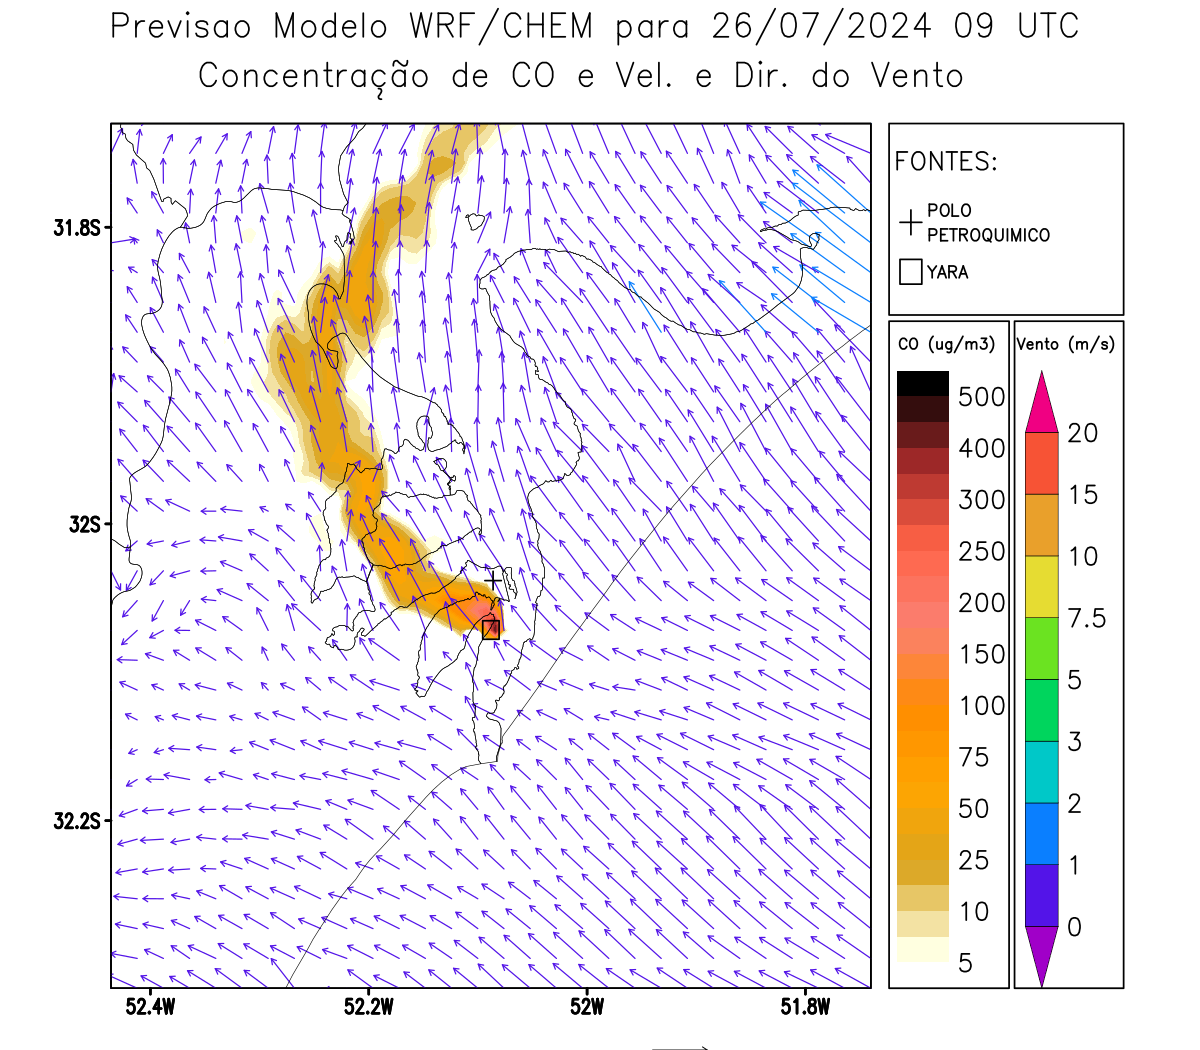 Previsao Modelo WRF/CHEM para 26/07/2024 09 UTC
Concentração de CO e Vel. e Dir. do Vento
FONTES:
POLO
PETROQUIMICO
YARA
CO (ug/m3)
500
400
300
250
200
150
100
75
50
25
10
5
Vento (m/s)
20
15
10
7.5
5
3
2
1
0
31.8S
32S
32.2S
52.4W
52.2W
52W
51.8W